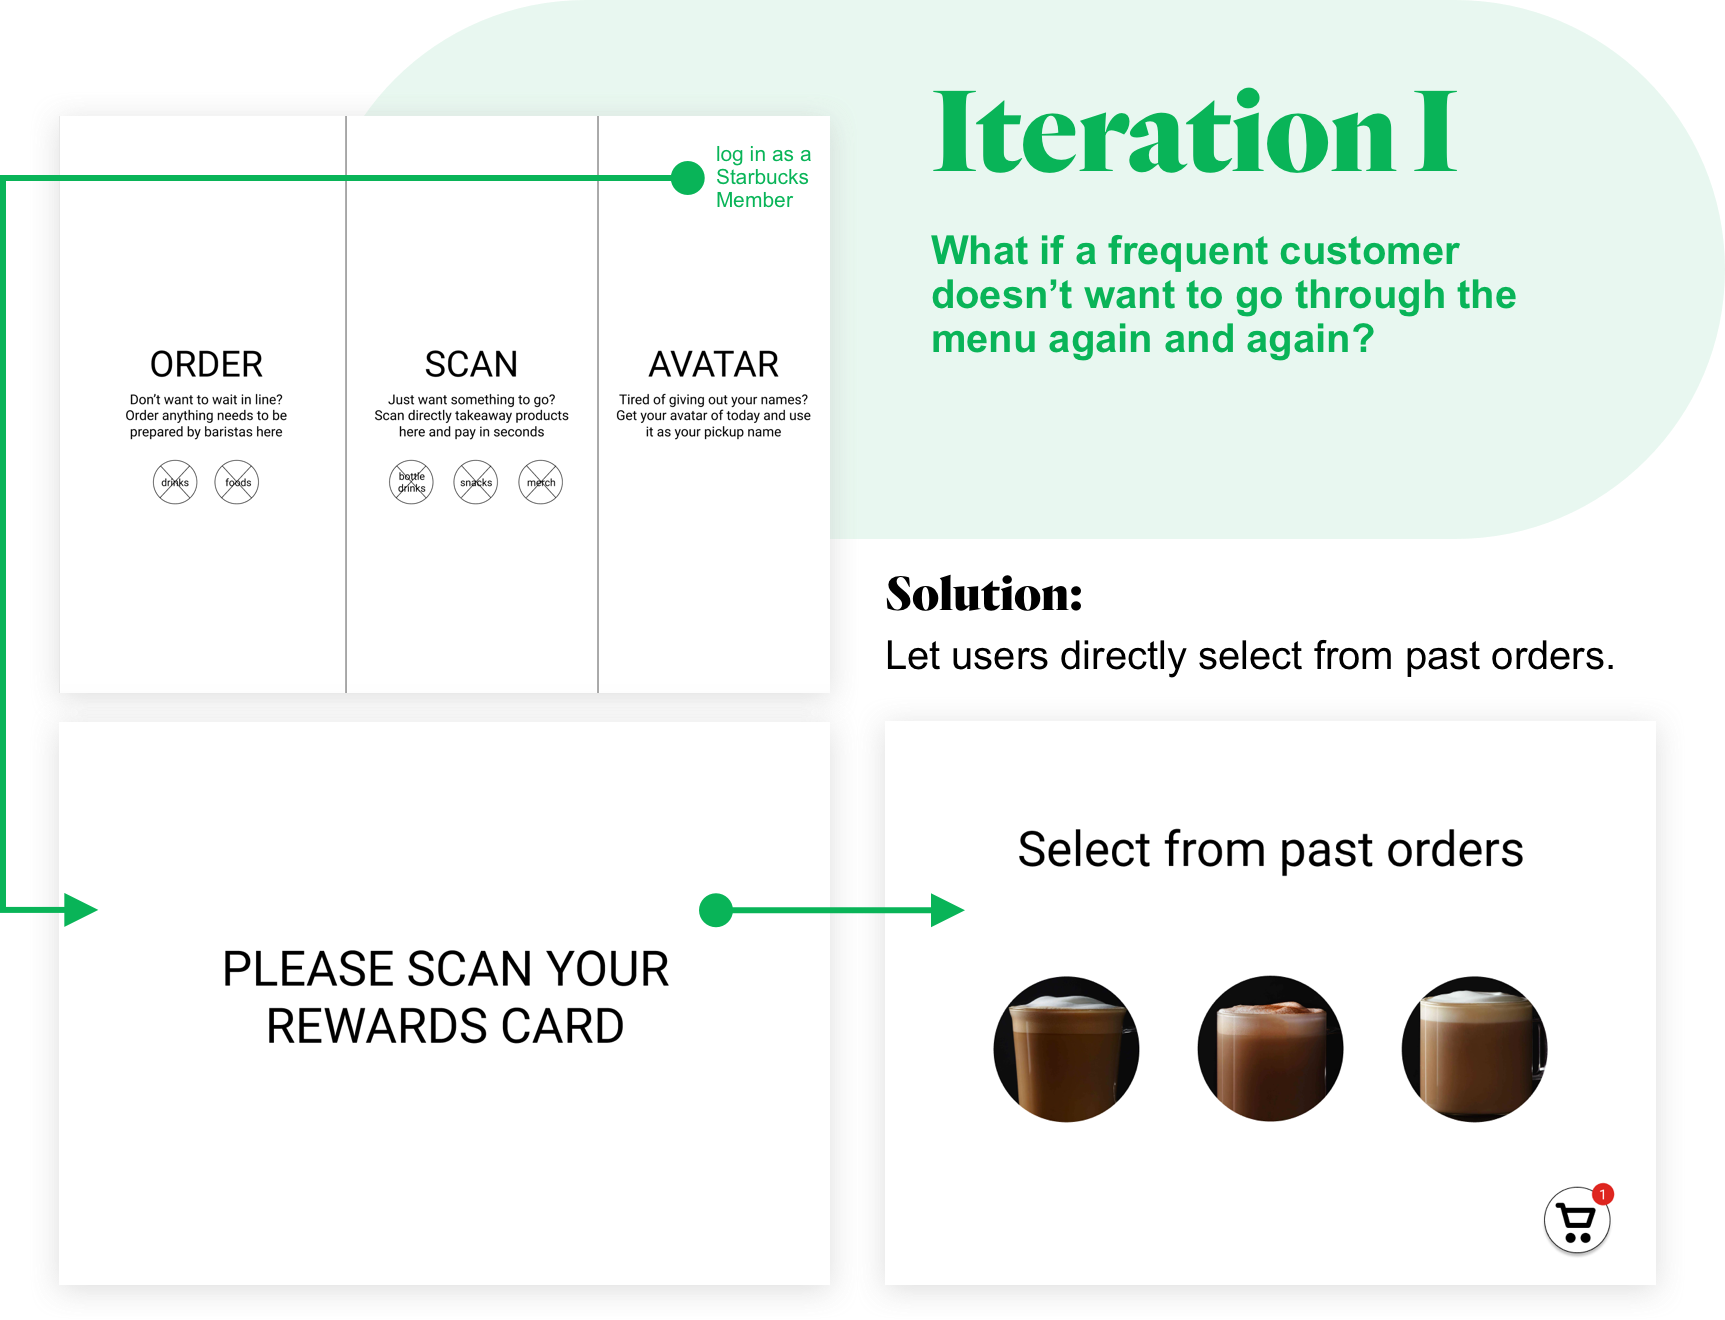 Iteration I
What if a frequent customer
doesn’t want to go through the
menu again and again?
log in as a
Starbucks
Member
ORDER
Don’t want to wait in line?
Order anything needs to be
prepared by baristas here
drinks
foods
SCAN
Just want something to go?
Scan directly takeaway products
here and pay in seconds
bottle
drinks
snacks
merch
AVATAR
Tired of giving out your names?
Get your avatar of today and use
it as your pickup name
Solution:
Let users directly select from past orders.
PLEASE SCAN YOUR
REWARDS CARD
Select from past orders
1